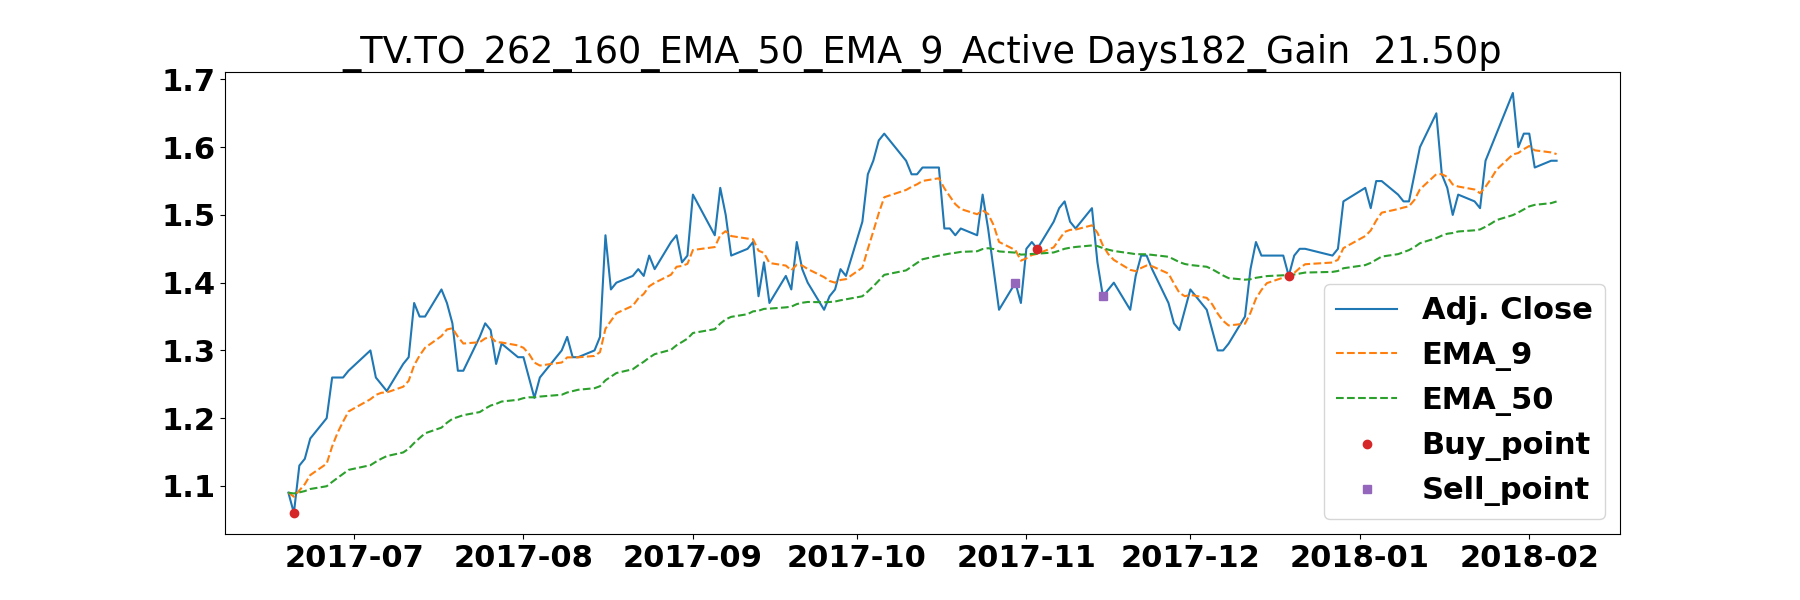 _TV.TO_262_160_EMA_50_EMA_9_Active Days182_Gain  21.50p
1.7
1.6
1.5
1.4
1.3
1.2
1.1
Adj. Close
EMA_9
EMA_50
Buy_point
Sell_point
2017-07 2017-08 2017-09 2017-10 2017-11 2017-12 2018-01 2018-02